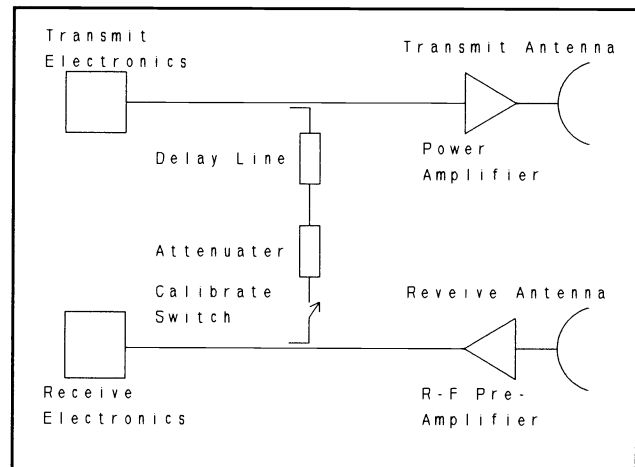 Transmit
Electronics
Transmit Antenna
Delay Line
Power
Amplifier
Attenuater
Calibrate
Switch
Reveive Antenna
Receive
Electronics
R-F Pre-
Amplifier